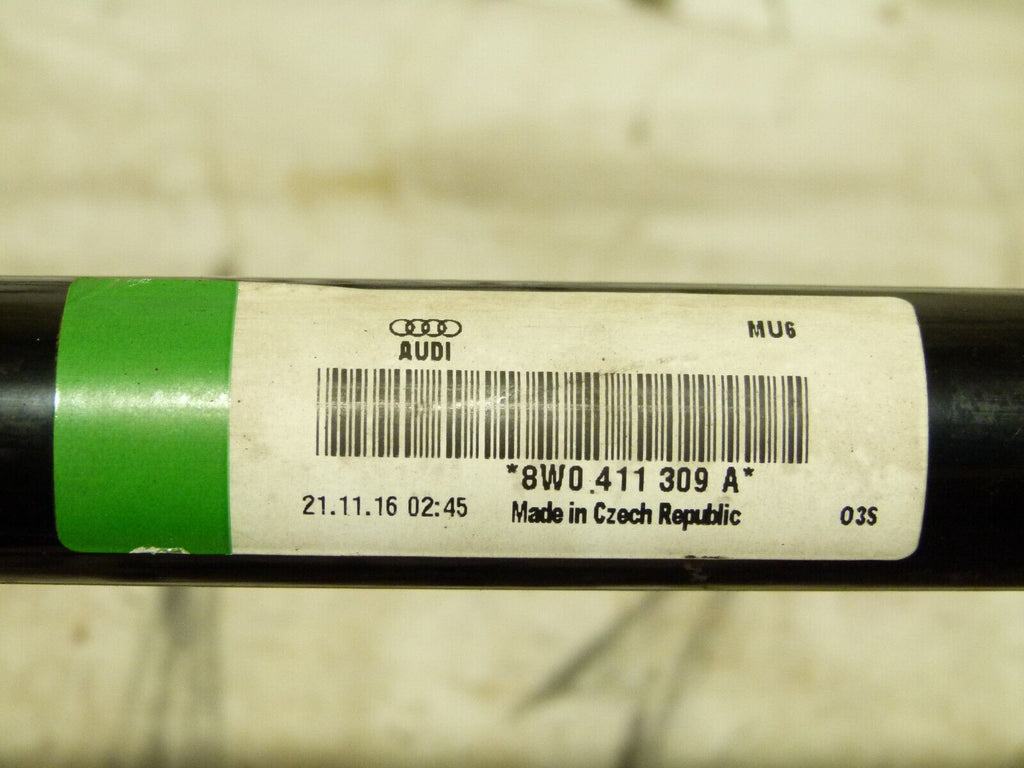 AUDI
MU6
*8W0.411 309 A*
21.11.16 02:45
Made in Czech Republic
03S